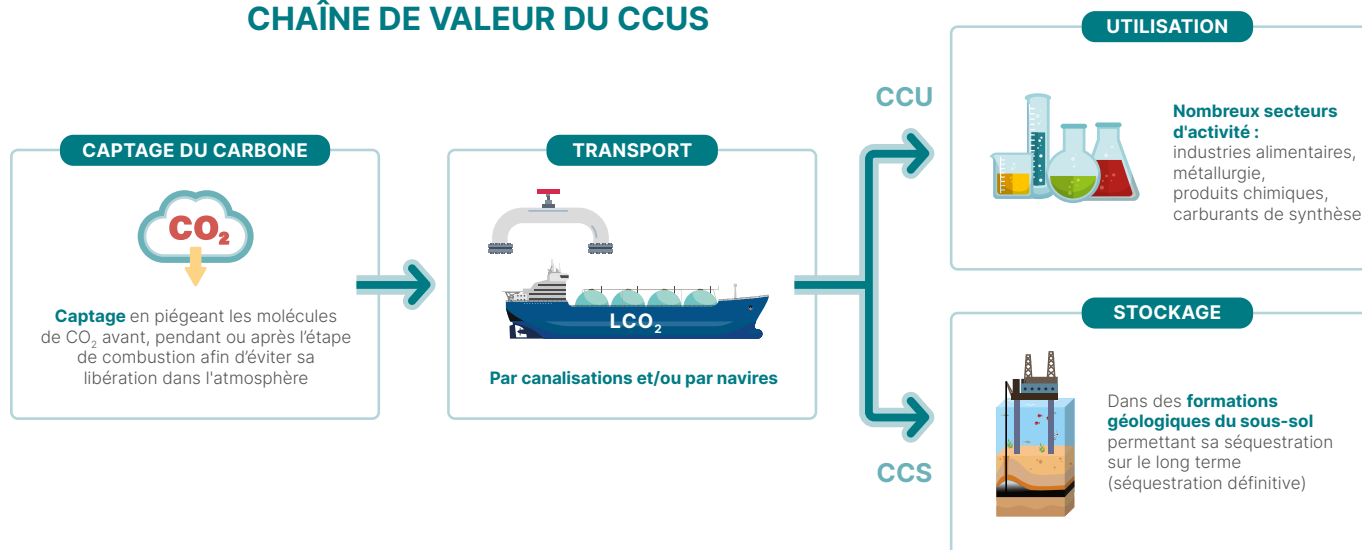 CHAÎNE DE VALEUR DU CCUS
CAPTAGE DU CARBONE
CO₂
Captage en piégeant les molécules
de CO₂ avant, pendant ou après l’étape
de combustion afin d’éviter sa
libération dans l'atmosphère
TRANSPORT
LCO₂
Par canalisations et/ou par navires
CCU
UTILISATION
Nombreux secteurs
d'activité :
industries alimentaires,
métallurgie,
produits chimiques,
carburants de synthèse
CCS
STOCKAGE
Dans des formations
géologiques du sous-sol
permettant sa séquestration
sur le long terme
(séquestration définitive)